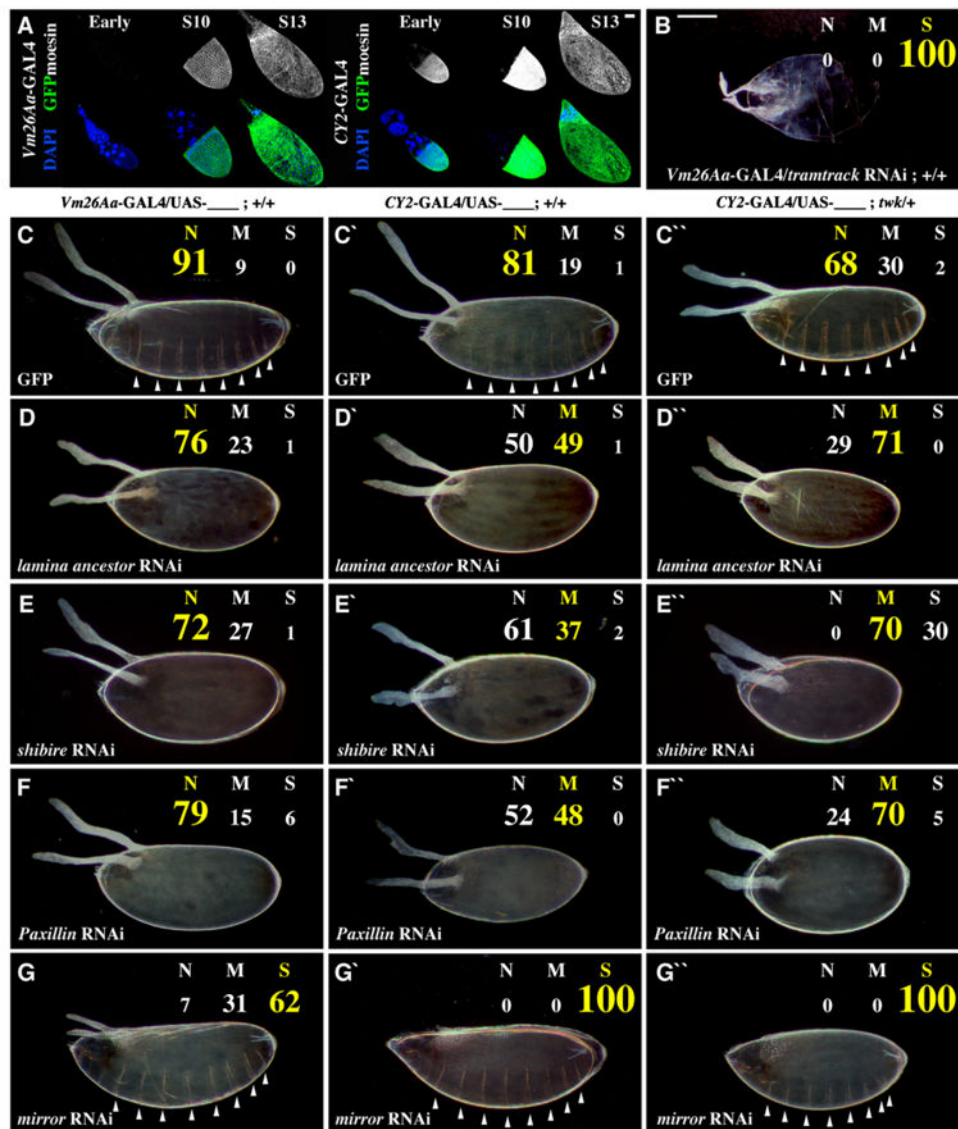 A
Early S10 S13
Vm26Aa-GAL4
DAPI GFPmoesin
Early S10 S13
CY2-GAL4
DAPI GFPmoesin
B
N M S
0 0 100
Vm26Aa-GAL4/tramtrack RNAi ; +/+
Vm26Aa-GAL4/UAS-____ ; +/+
CY2-GAL4/UAS-____; +/+
CY2-GAL4/UAS-____ ; twk/+
C
N M S
91 9 0
GFP
C`
N M S
81 19 1
GFP
C``
N M S
68 30 2
GFP
D
N M S
76 23 1
lamina ancestor RNAi
D`
N M S
50 49 1
lamina ancestor RNAi
D``
N M S
29 71 0
lamina ancestor RNAi
E
N M S
72 27 1
shibire RNAi
E`
N M S
61 37 2
shibire RNAi
E``
N M S
0 70 30
shibire RNAi
F
N M S
79 15 6
Paxillin RNAi
F`
N M S
52 48 0
Paxillin RNAi
F``
N M S
24 70 5
Paxillin RNAi
G
N M S
7 31 62
mirror RNAi
G`
N M S
0 0 100
mirror RNAi
G``
N M S
0 0 100
mirror RNAi